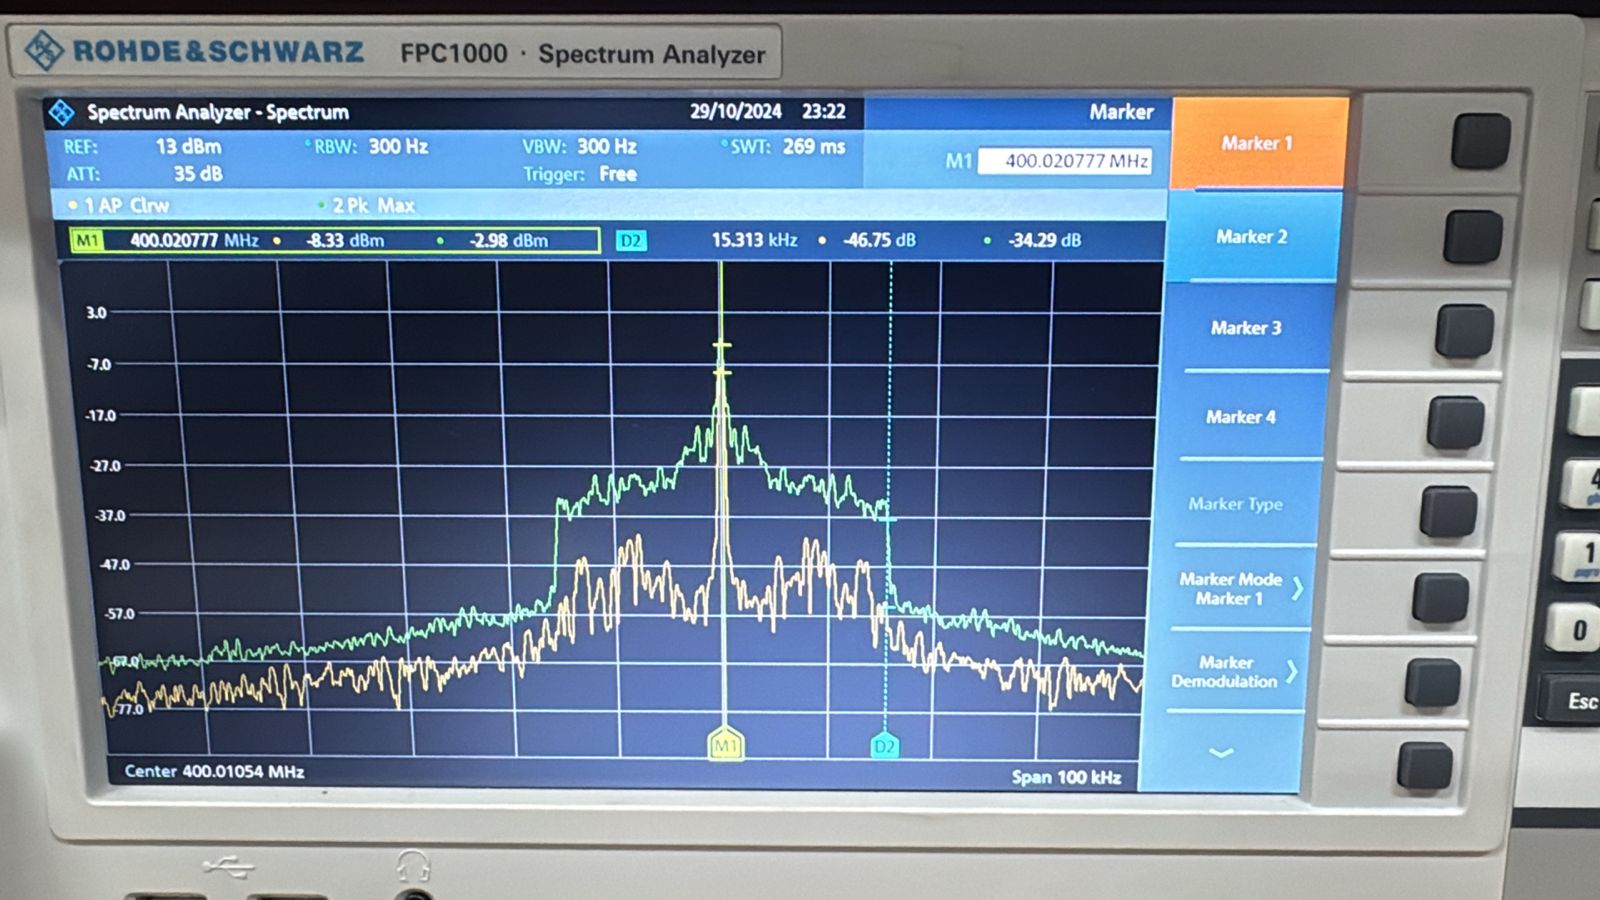 ROHDE&SCHWARZ FPC1000 · Spectrum Analyzer
Spectrum Analyzer - Spectrum 29/10/2024 23:22 Marker
REF: 13 dBm RBW: 300 Hz VBW: 300 Hz SWT: 269 ms
ATT: 35 dB Trigger: Free
M1 400.020777 MHz
1 AP Clrw 2 Pk Max
M1 400.020777 MHz -8.33 dBm -2.98 dBm D2 15.313 kHz -46.75 dB -34.29 dB
3.0
-7.0
-17.0
-27.0
-37.0
-47.0
-57.0
-67.0
-77.0
M1 D2
Center 400.01054 MHz Span 100 kHz
Marker 1
Marker 2
Marker 3
Marker 4
Marker Type
Marker Mode
Marker 1
Marker
Demodulation
4
1
0
Esc